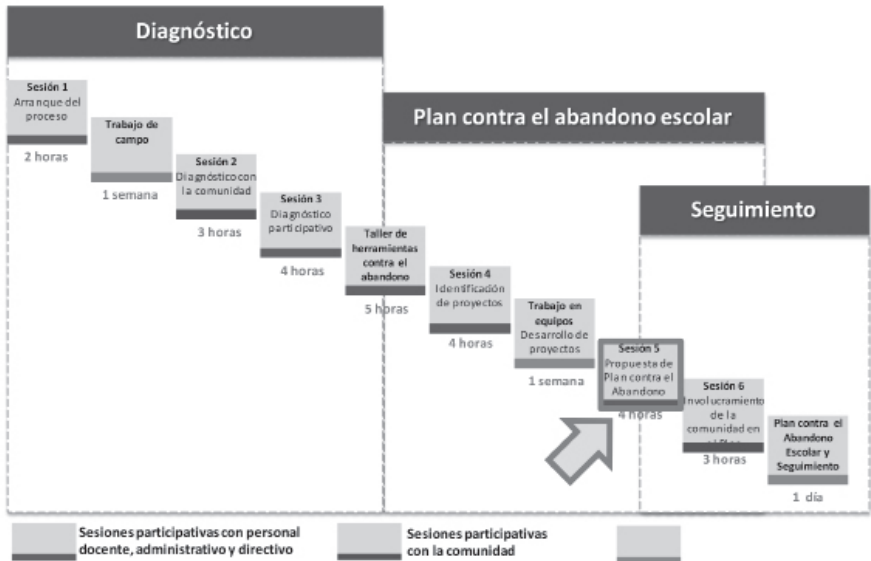 Diagnóstico
Sesión 1
Arranque del
proceso
2 horas
Trabajo de
campo
1 semana
Sesión 2
Diagnóstico con
la comunidad
3 horas
Sesión 3
Diagnóstico
participativo
4 horas
Taller de
herramientas
contra el
abandono
5 horas
Plan contra el abandono escolar
Sesión 4
Identificación
de proyectos
4 horas
Trabajo en
equipos
Desarrollo de
proyectos
1 semana
Sesión 5
Propuesta de
Plan contra el
Abandono
4 horas
Seguimiento
Sesión 6
Involucramiento
de la
comunidad en
3 horas
Plan contra el
Abandono
Escolar y
Seguimiento
1 día
Sesiones participativas con personal
docente, administrativo y directivo
Sesiones participativas
con la comunidad